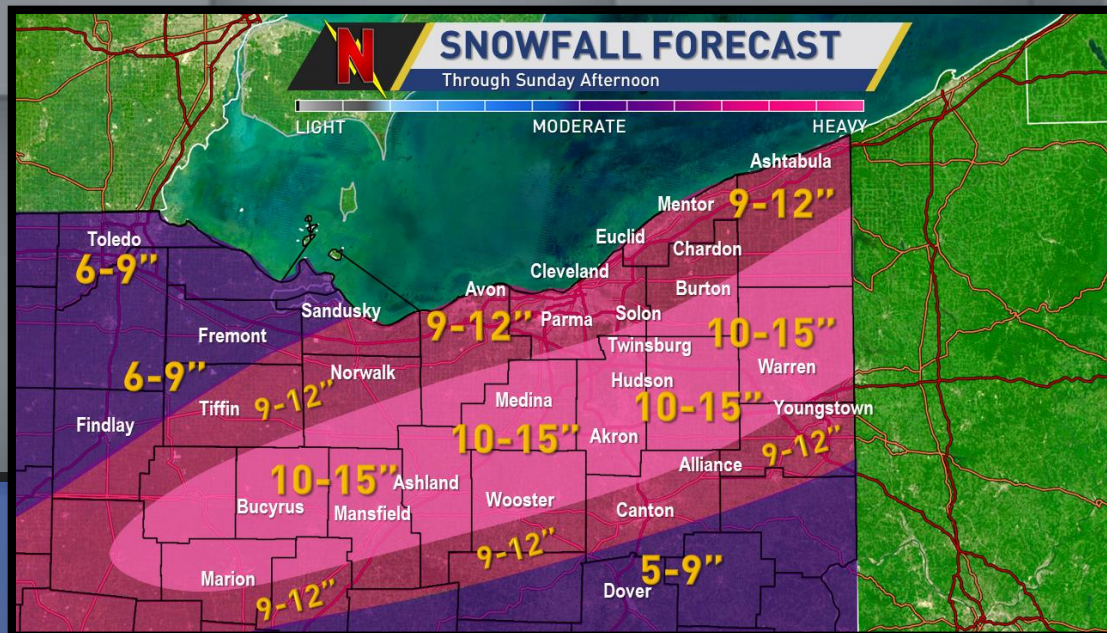 N
SNOWFALL FORECAST
Through Sunday Afternoon
LIGHT MODERATE HEAVY
Ashtabula
Mentor 9-12”
Euclid
Chardon
Toledo
6-9”
Cleveland
Avon
Burton
Sandusky
9-12” Parma Solon
Fremont
Twinsburg 10-15”
6-9”
Norwalk
Hudson
Warren
Tiffin 9-12”
Medina
10-15”
Youngstown
Findlay
10-15” Akron
9-12”
Alliance
10-15” Ashland
Bucyrus Mansfield
Wooster
Canton
9-12”
5-9”
Marion
9-12”
Dover